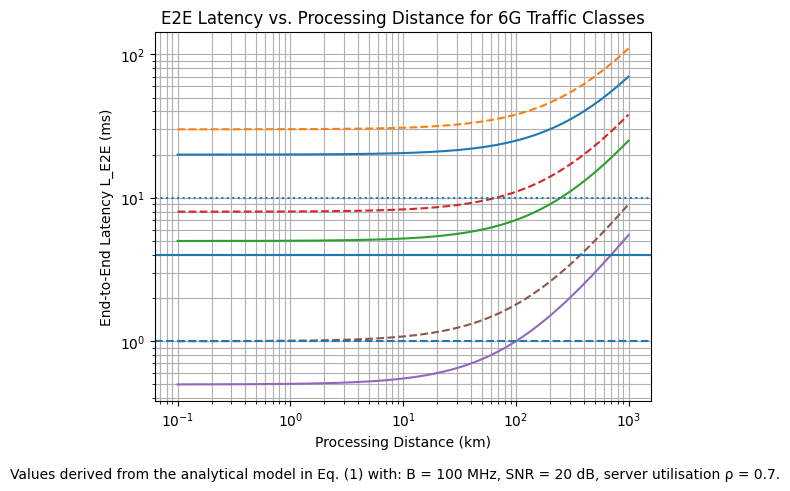 E2E Latency vs. Processing Distance for 6G Traffic Classes
End-to-End Latency L_E2E (ms)
10²
10¹
10⁰
10⁻¹ 10⁰ 10¹ 10² 10³
Processing Distance (km)
Values derived from the analytical model in Eq. (1) with: B = 100 MHz, SNR = 20 dB, server utilisation ρ = 0.7.